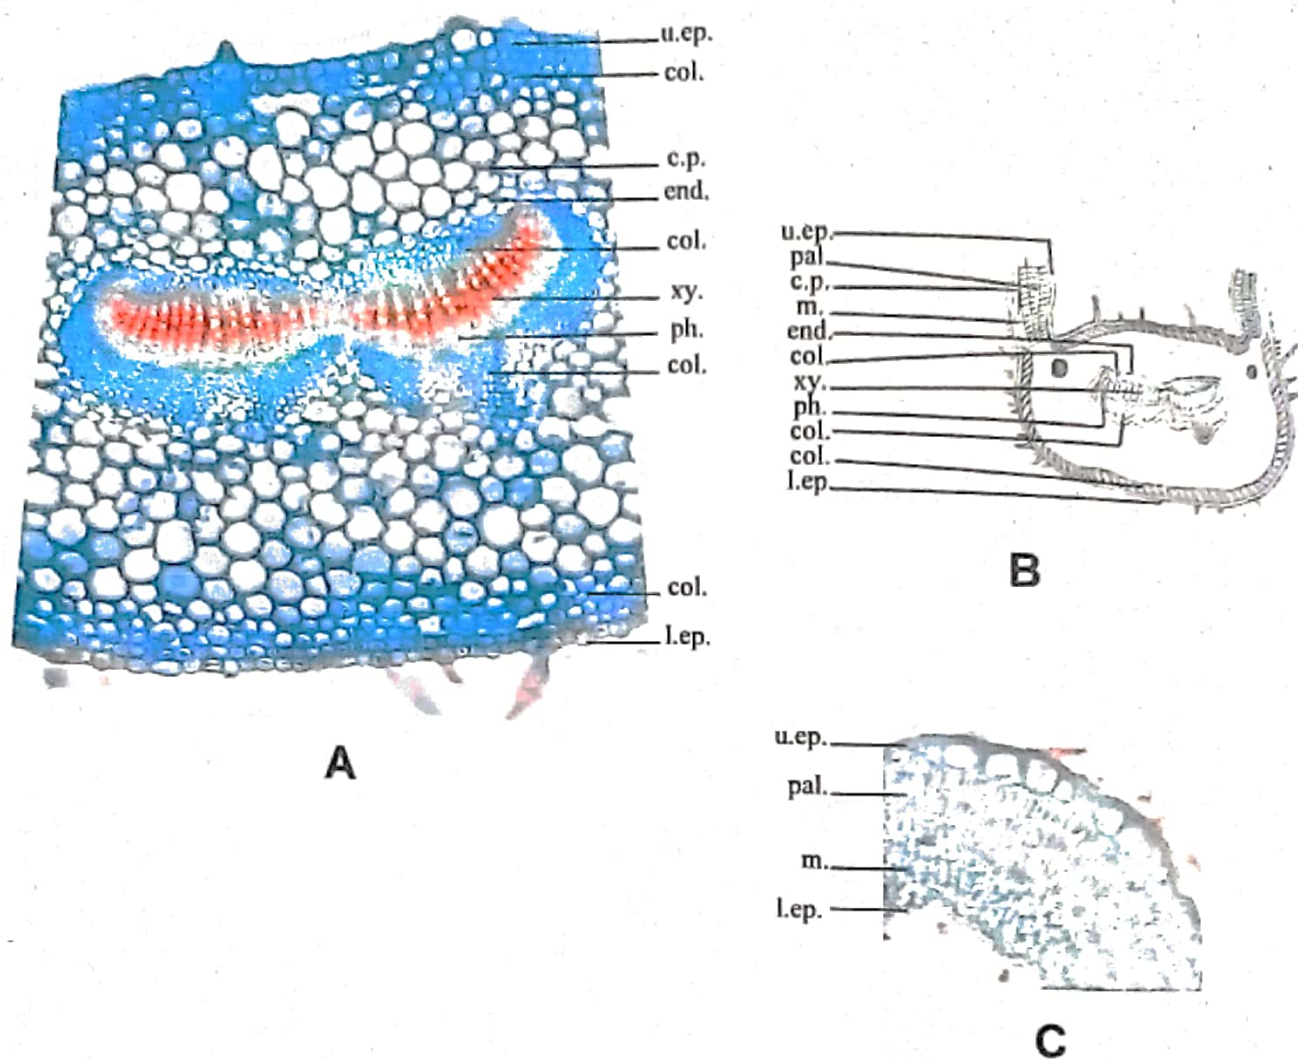 u.ep.
col.
c.p.
end.
col.
xy.
ph.
col.
col.
l.ep.
A
u.ep.
pal.
c.p.
m.
end.
col.
xy.
ph.
col.
col.
l.ep
B
u.ep.
pal.
m.
l.ep.
C